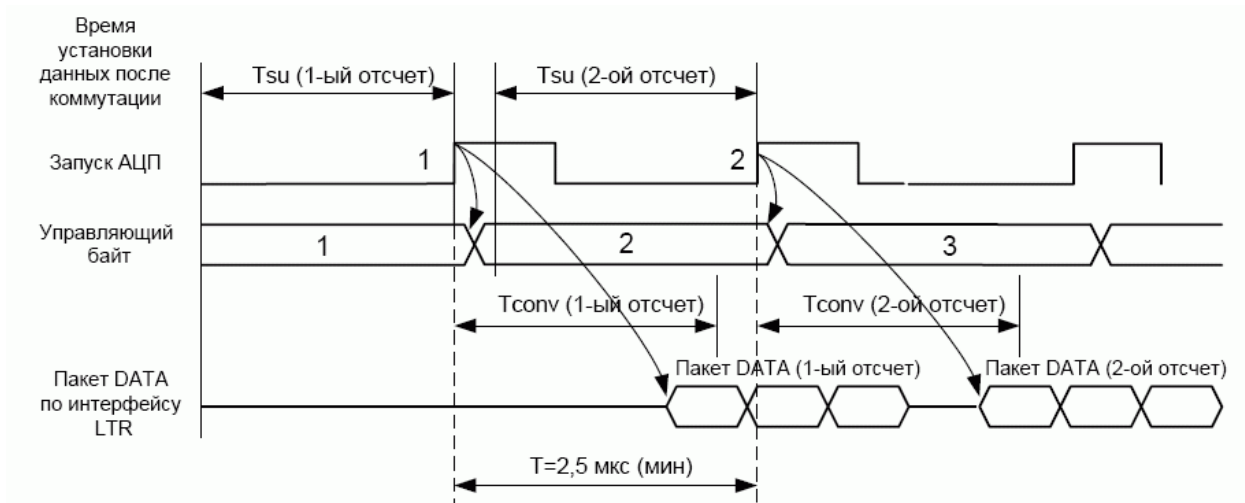 Время
установки
данных после
коммутации
Tsu (1-ый отсчет)
Tsu (2-ой отсчет)
Запуск АЦП
1
2
Управляющий
байт
1
2
3
Tconv (1-ый отсчет)
Tconv (2-ой отсчет)
Пакет DATA
по интерфейсу
LTR
Пакет DATA (1-ый отсчет)
Пакет DATA (2-ой отсчет)
T=2,5 мкс (мин)